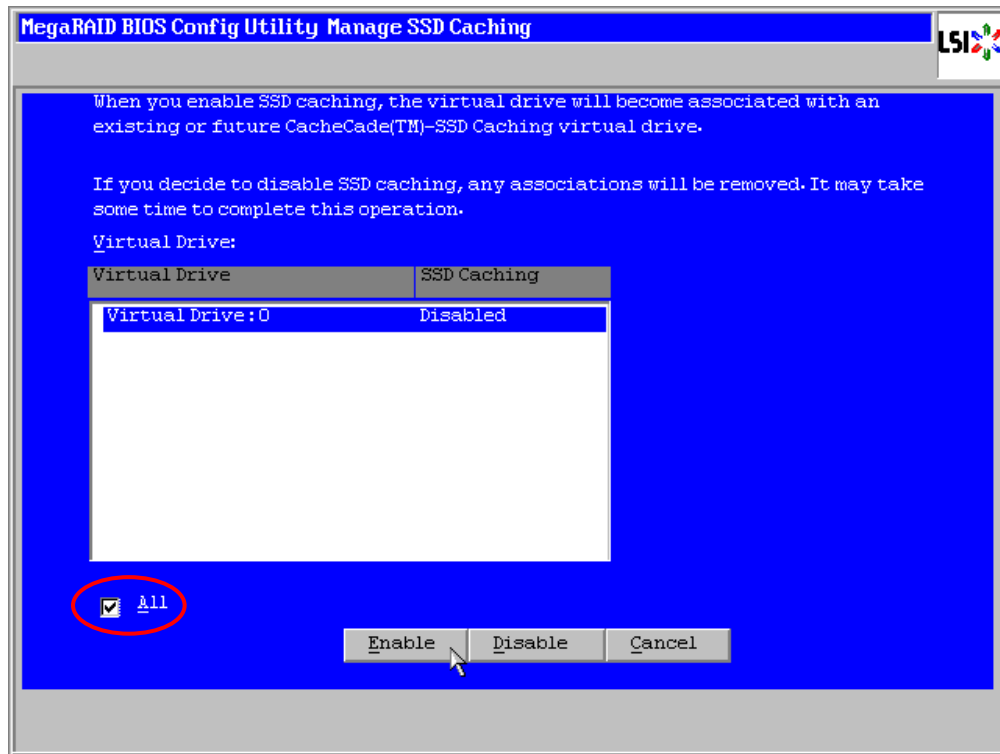 MegaRAID BIOS Config Utility Manage SSD Caching
LSI
When you enable SSD caching, the virtual drive will become associated with an
existing or future CacheCade(TM)-SSD Caching virtual drive.
If you decide to disable SSD caching, any associations will be removed. It may take
some time to complete this operation.
Virtual Drive:
Virtual Drive SSD Caching
Virtual Drive:0 Disabled
All
Enable Disable Cancel